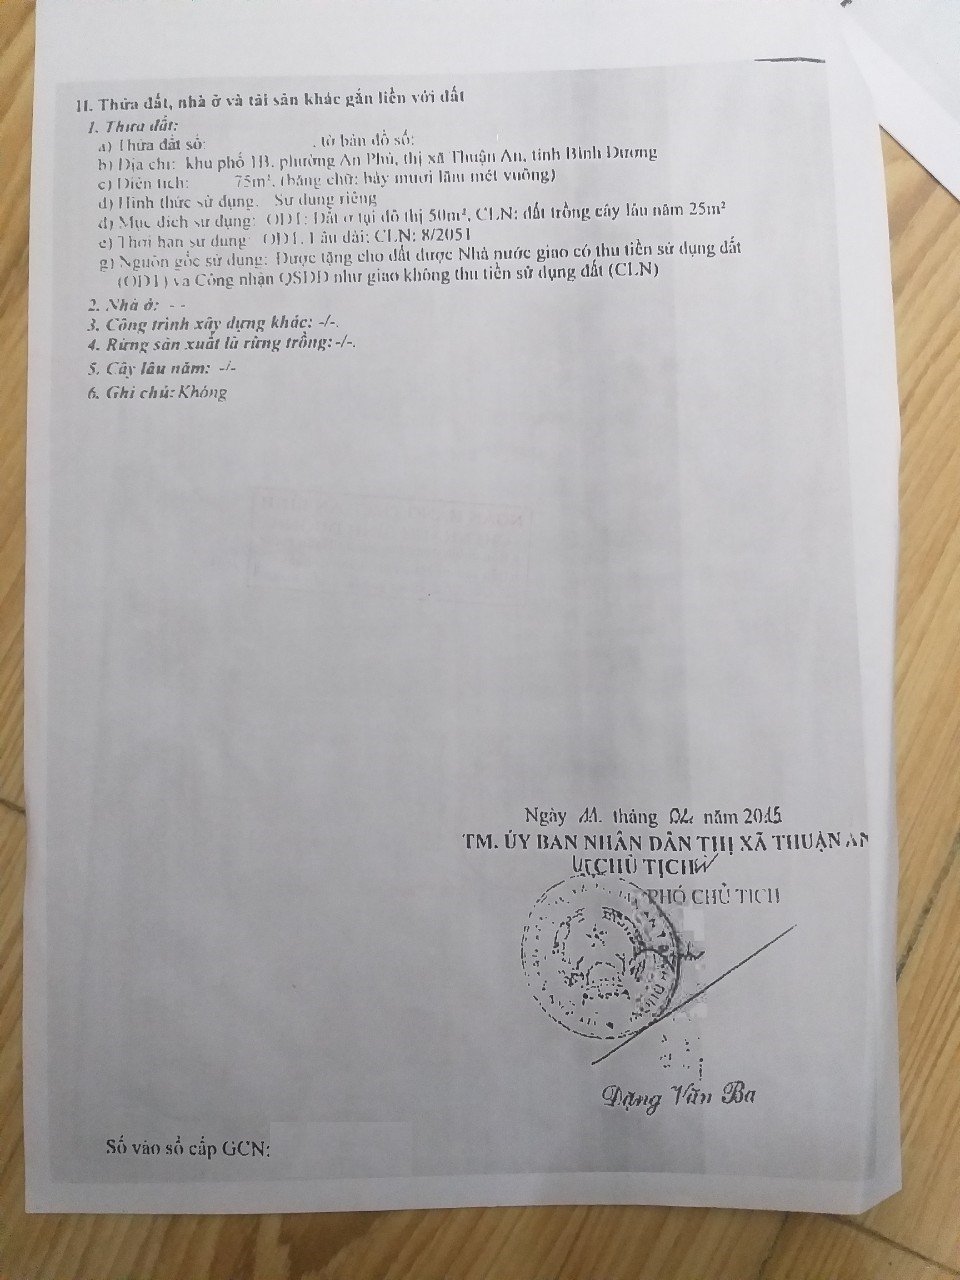 II. Thửa đất, nhà ở và tài sản khác gắn liền với đất
1. Thửa đất:
a) Thửa đất số: , tờ bản đồ số:
b) Địa chỉ: khu phố 1B, phường An Phú, thị xã Thuận An, tỉnh Bình Dương
c) Diện tích: 75m², (bằng chữ: bảy mươi lăm mét vuông)
d) Hình thức sử dụng: Sử dụng riêng
đ) Mục đích sử dụng: ODT: Đất ở tại đô thị 50m², CLN: đất trồng cây lâu năm 25m²
e) Thời hạn sử dụng: ODT: Lâu dài; CLN: 8/2051
g) Nguồn gốc sử dụng: Được tặng cho đất được Nhà nước giao có thu tiền sử dụng đất
(ODT) và Công nhận QSDĐ như giao không thu tiền sử dụng đất (CLN)
2. Nhà ở: - -
3. Công trình xây dựng khác: -/-.
4. Rừng sản xuất là rừng trồng: -/-.
5. Cây lâu năm: -/-
6. Ghi chú: Không
Ngày 11 tháng 02 năm 2015
TM. ỦY BAN NHÂN DÂN THỊ XÃ THUẬN AN
KT.CHỦ TỊCH
PHÓ CHỦ TỊCH
Đặng Văn Ba
Số vào sổ cấp GCN: